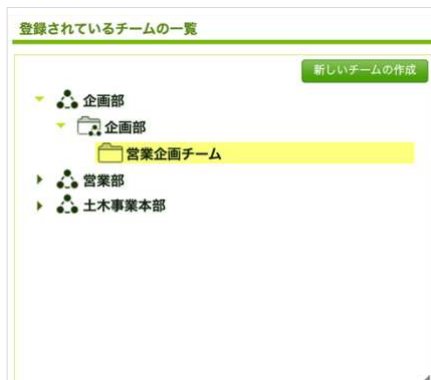 登録されているチームの一覧
新しいチームの作成
企画部
企画部
営業企画チーム
営業部
土木事業本部